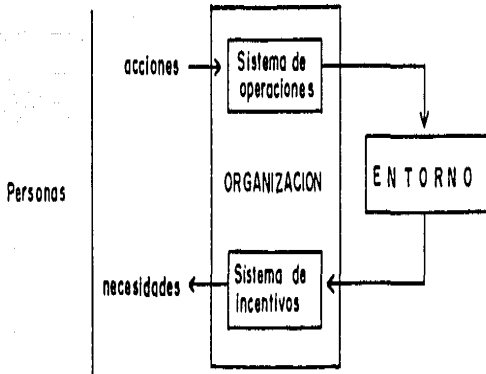 acciones
Sistema de
operaciones
Personas
ORGANIZACION
ENTORNO
necesidades
Sistema de
incentivos